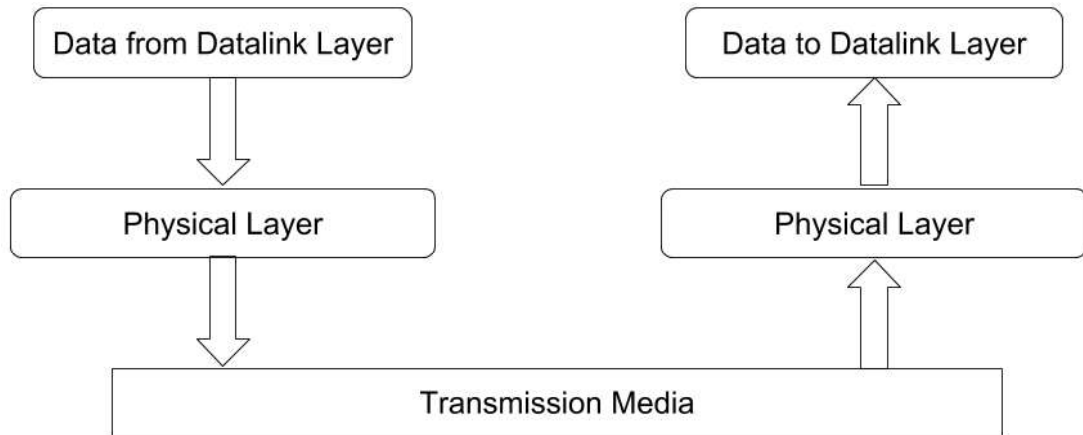 Data from Datalink Layer
Data to Datalink Layer
Physical Layer
Physical Layer
Transmission Media